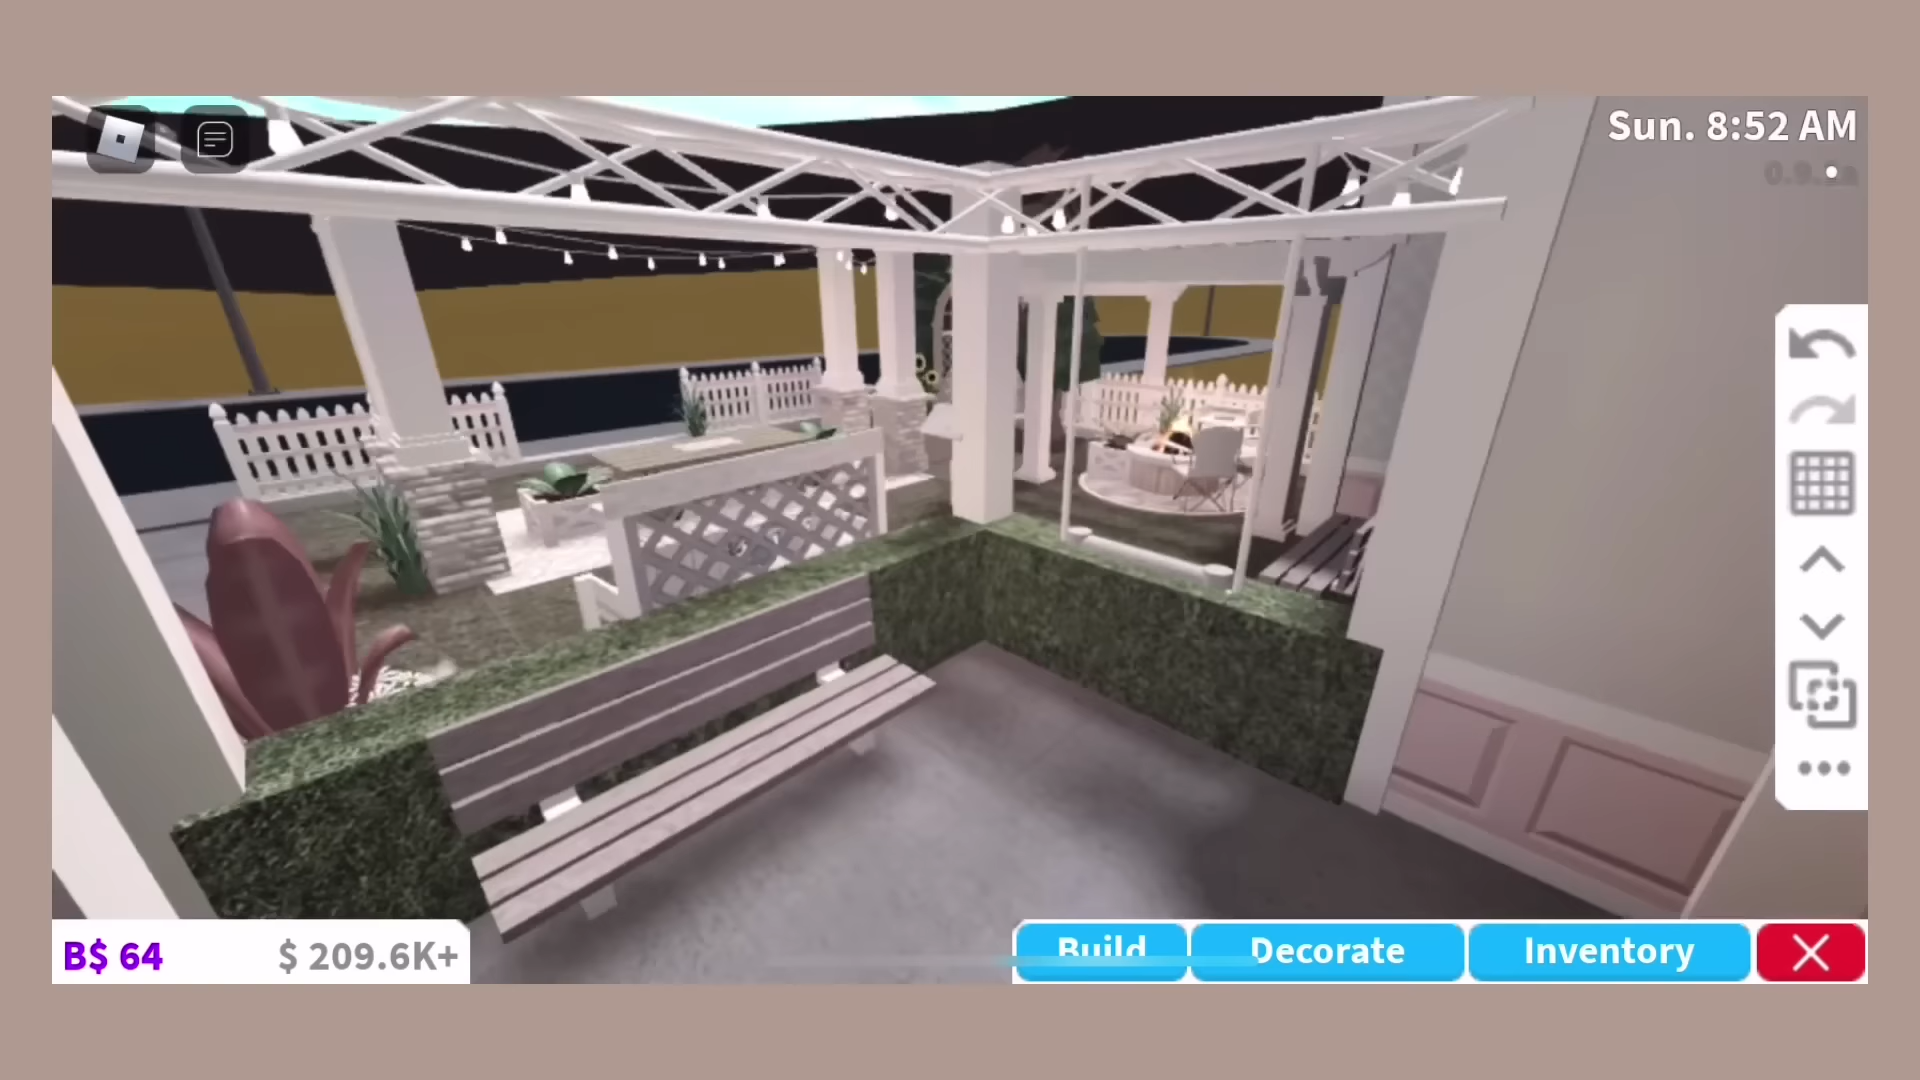 Sun. 8:52 AM
B$ 64
$ 209.6K+
Build
Decorate
Inventory